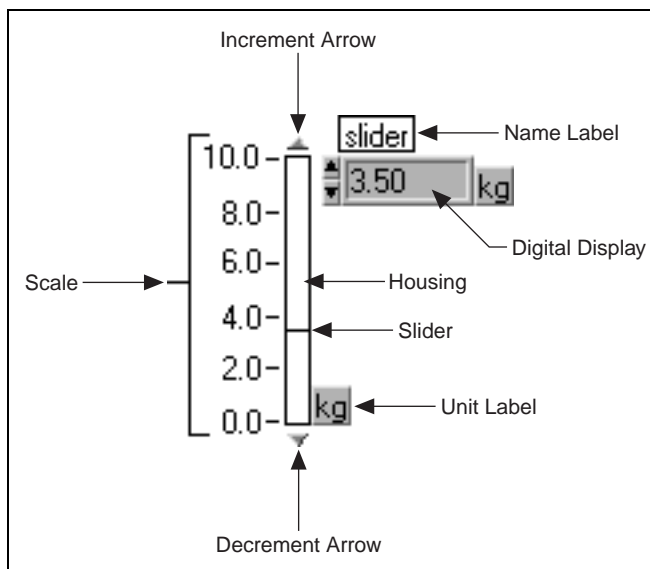 Increment Arrow
slider
Name Label
10.0
3.50
kg
8.0
Digital Display
6.0
Scale
Housing
4.0
Slider
2.0
kg
Unit Label
0.0
Decrement Arrow